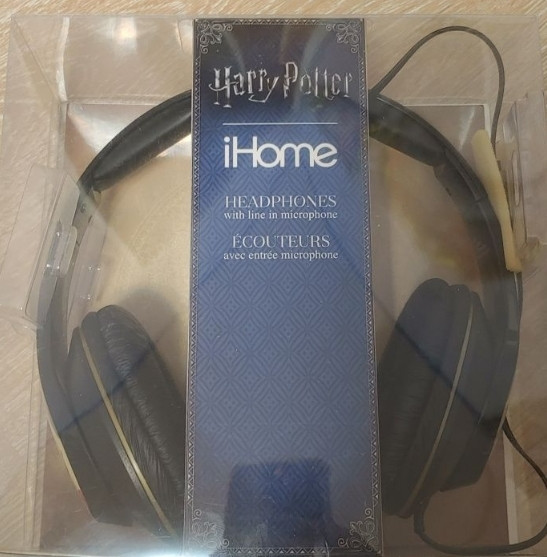 Harry Potter
iHome
HEADPHONES
with line in microphone
ÉCOUTEURS
avec entrée microphone